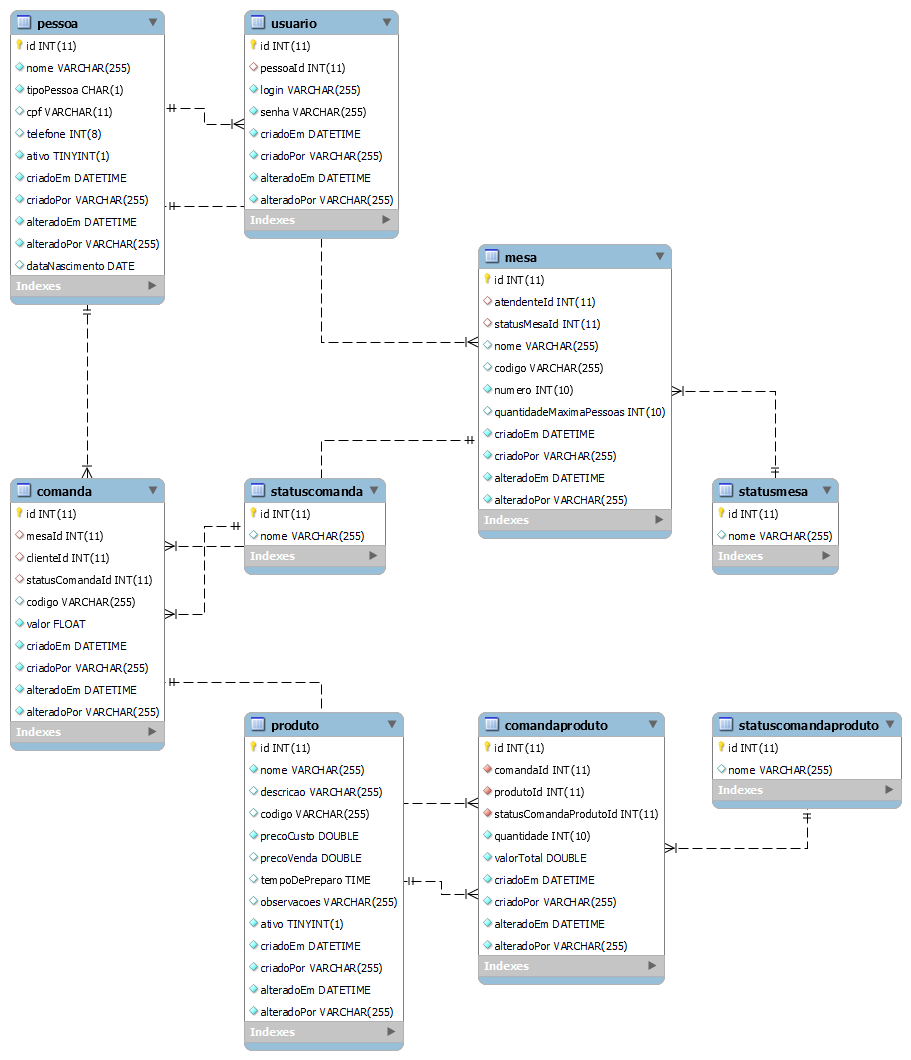 pessoa
id INT(11)
nome VARCHAR(255)
tipoPessoa CHAR(1)
cpf VARCHAR(11)
telefone INT(8)
ativo TINYINT(1)
criadoEm DATETIME
criadoPor VARCHAR(255)
alteradoEm DATETIME
alteradoPor VARCHAR(255)
dataNascimento DATE
Indexes
usuario
id INT(11)
pessoaId INT(11)
login VARCHAR(255)
senha VARCHAR(255)
criadoEm DATETIME
criadoPor VARCHAR(255)
alteradoEm DATETIME
alteradoPor VARCHAR(255)
Indexes
mesa
id INT(11)
atendenteId INT(11)
statusMesaId INT(11)
nome VARCHAR(255)
codigo VARCHAR(255)
numero INT(10)
quantidadeMaximaPessoas INT(10)
criadoEm DATETIME
criadoPor VARCHAR(255)
alteradoEm DATETIME
alteradoPor VARCHAR(255)
Indexes
comanda
id INT(11)
mesaId INT(11)
clienteId INT(11)
statusComandaId INT(11)
codigo VARCHAR(255)
valor FLOAT
criadoEm DATETIME
criadoPor VARCHAR(255)
alteradoEm DATETIME
alteradoPor VARCHAR(255)
Indexes
statuscomanda
id INT(11)
nome VARCHAR(255)
Indexes
statusmesa
id INT(11)
nome VARCHAR(255)
Indexes
produto
id INT(11)
nome VARCHAR(255)
descricao VARCHAR(255)
codigo VARCHAR(255)
precoCusto DOUBLE
precoVenda DOUBLE
tempoDePreparo TIME
observacoes VARCHAR(255)
ativo TINYINT(1)
criadoEm DATETIME
criadoPor VARCHAR(255)
alteradoEm DATETIME
alteradoPor VARCHAR(255)
Indexes
comandaproduto
id INT(11)
comandaId INT(11)
produtoId INT(11)
statusComandaProdutoId INT(11)
quantidade INT(10)
valorTotal DOUBLE
criadoEm DATETIME
criadoPor VARCHAR(255)
alteradoEm DATETIME
alteradoPor VARCHAR(255)
Indexes
statuscomandaproduto
id INT(11)
nome VARCHAR(255)
Indexes